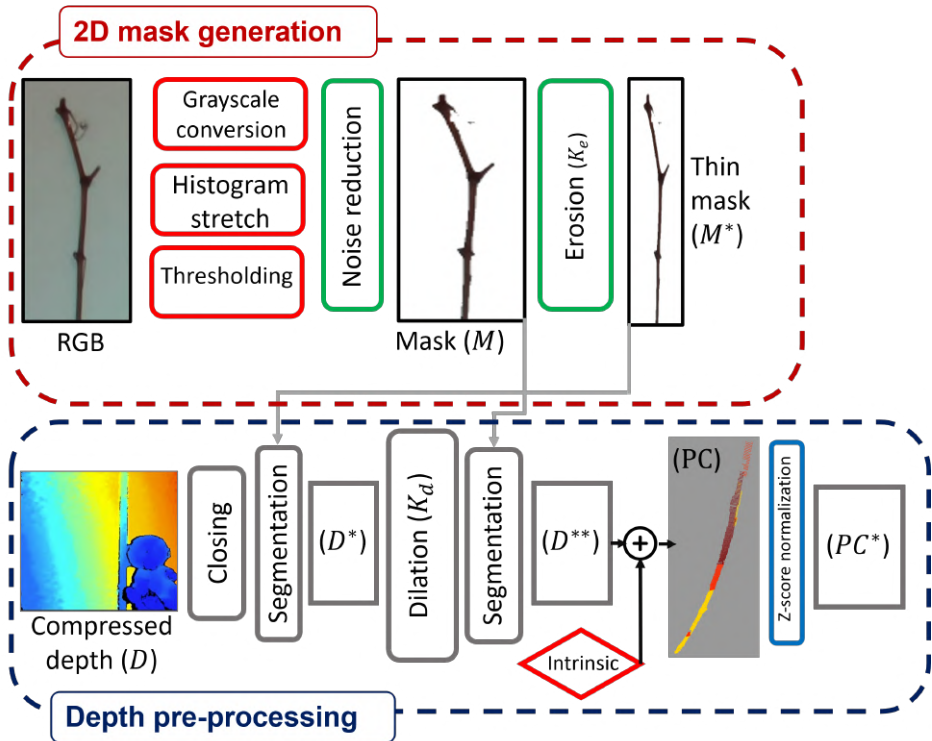 2D mask generation
Grayscale
conversion
Histogram
stretch
Thresholding
Noise reduction
Erosion (K_e)
Thin
mask
(M*)
RGB
Mask (M)
Closing
Segmentation
(D*)
Dilation (K_d)
Segmentation
(D**)
+
(PC)
Z-score normalization
(PC*)
Compressed
depth (D)
Intrinsic
Depth pre-processing